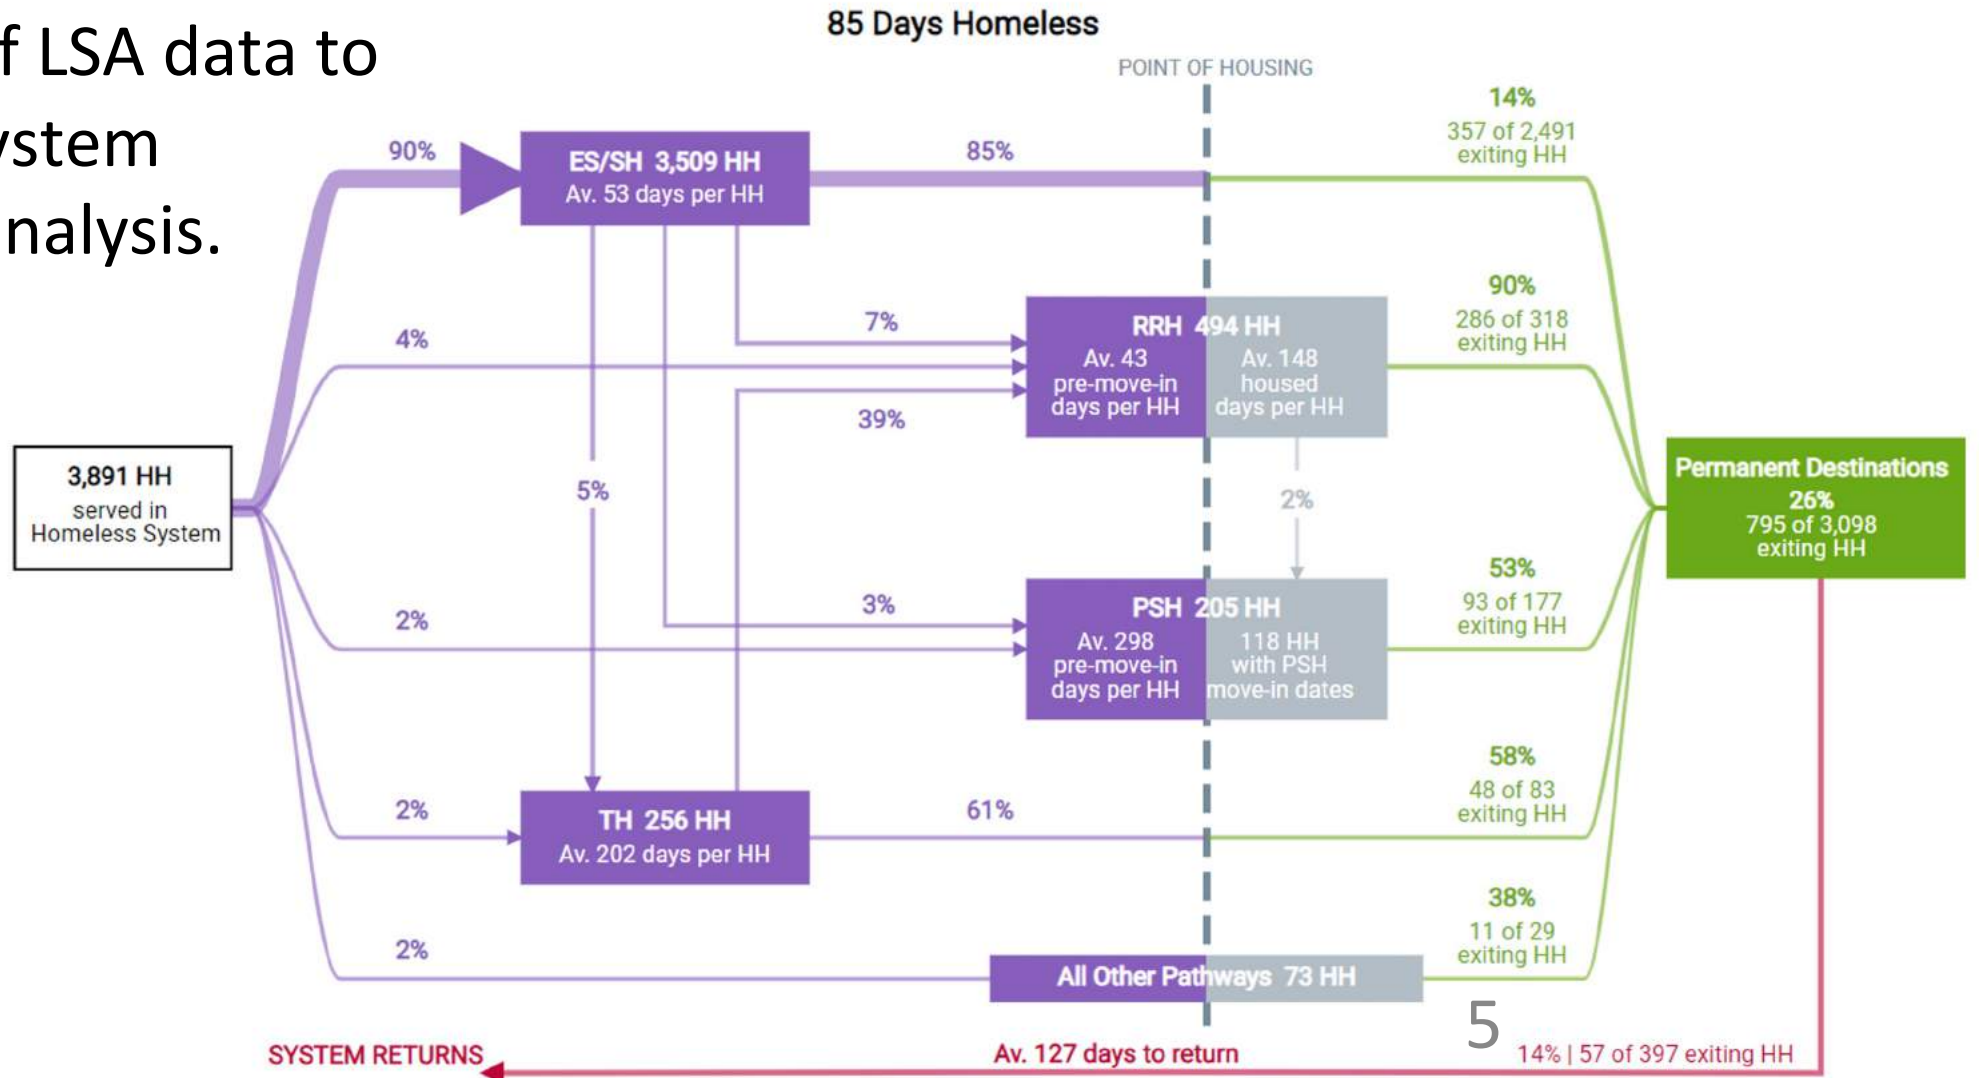 f LSA data to
ystem
nalysis.
85 Days Homeless
POINT OF HOUSING
90%
ES/SH 3,509 HH
Av. 53 days per HH
85%
14%
357 of 2,491
exiting HH
4%
7%
39%
RRH 494 HH
Av. 43
pre-move-in
days per HH
Av. 148
housed
days per HH
90%
286 of 318
exiting HH
3,891 HH
served in
Homeless System
5%
2%
Permanent Destinations
26%
795 of 3,098
exiting HH
2%
3%
PSH 205 HH
Av. 298
pre-move-in
days per HH
118 HH
with PSH
move-in dates
53%
93 of 177
exiting HH
2%
TH 256 HH
Av. 202 days per HH
61%
58%
48 of 83
exiting HH
2%
All Other Pathways 73 HH
38%
11 of 29
exiting HH
5
SYSTEM RETURNS
Av. 127 days to return
14% | 57 of 397 exiting HH